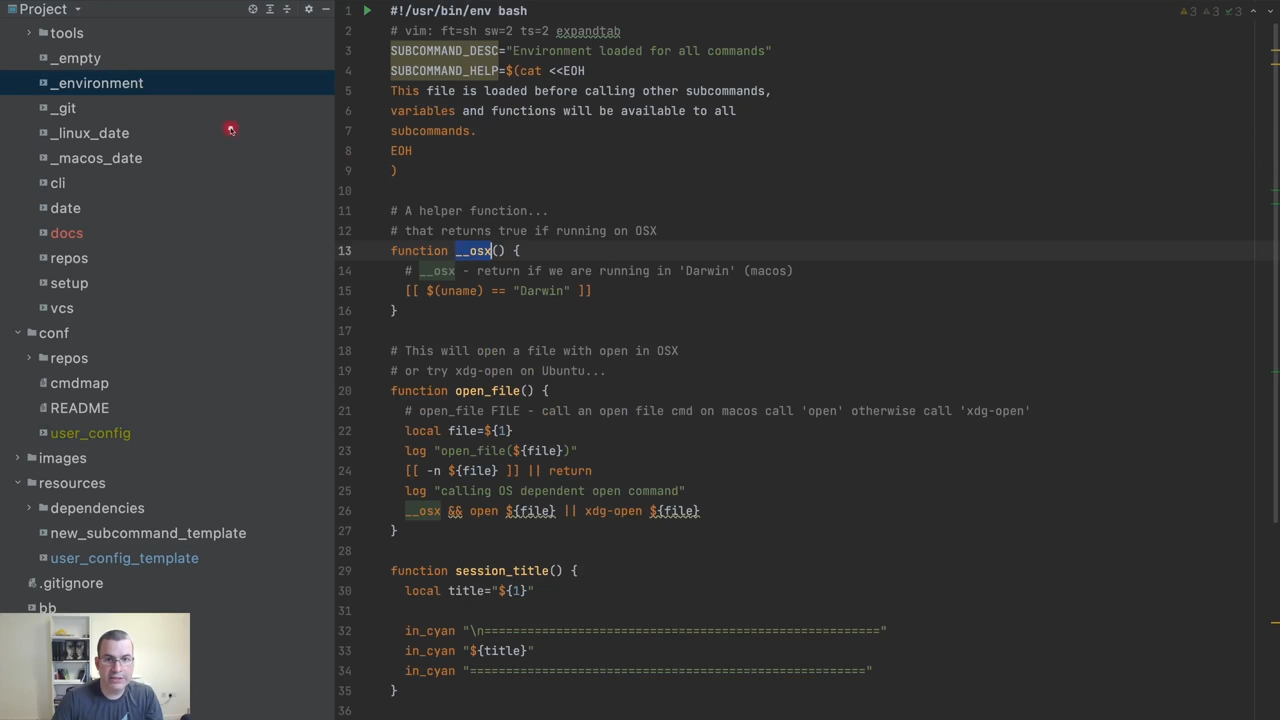 Project
tools
_empty
_environment
_git
_linux_date
_macos_date
cli
date
docs
repos
setup
vcs
conf
repos
cmdmap
README
user_config
images
resources
dependencies
new_subcommand_template
user_config_template
.gitignore
bb
3 3 3
1 #!/usr/bin/env bash
2 # vim: ft=sh sw=2 ts=2 expandtab
3 SUBCOMMAND_DESC="Environment loaded for all commands"
4 SUBCOMMAND_HELP=$(cat <<EOH
5 This file is loaded before calling other subcommands,
6 variables and functions will be available to all
7 subcommands.
8 EOH
9 )
10
11 # A helper function...
12 # that returns true if running on OSX
13 function __osx() {
14 # __osx - return if we are running in 'Darwin' (macos)
15 [[ $(uname) == "Darwin" ]]
16 }
17
18 # This will open a file with open in OSX
19 # or try xdg-open on Ubuntu...
20 function open_file() {
21 # open_file FILE - call an open file cmd on macos call 'open' otherwise call 'xdg-open'
22 local file=${1}
23 log "open_file(${file})"
24 [[ -n ${file} ]] || return
25 log "calling OS dependent open command"
26 __osx && open ${file} || xdg-open ${file}
27 }
28
29 function session_title() {
30 local title="${1}"
31
32 in_cyan "\n======================================================="
33 in_cyan "${title}"
34 in_cyan "======================================================="
35 }
36